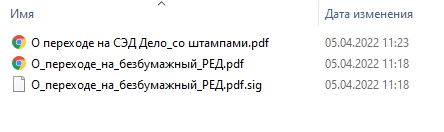 Имя Дата изменения
О переходе на СЭД Дело_со штампами.pdf 05.04.2022 11:23
О_переходе_на_безбумажный_РЕД.pdf 05.04.2022 11:18
О_переходе_на_безбумажный_РЕД.pdf.sig 05.04.2022 11:18